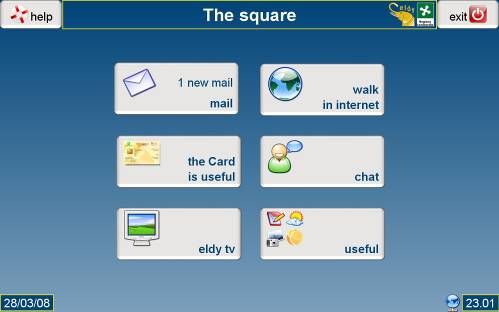 help
The square
Eldy
exit
1 new mail
mail
walk
in internet
the Card
is useful
chat
eldy tv
useful
28/03/08
23.01